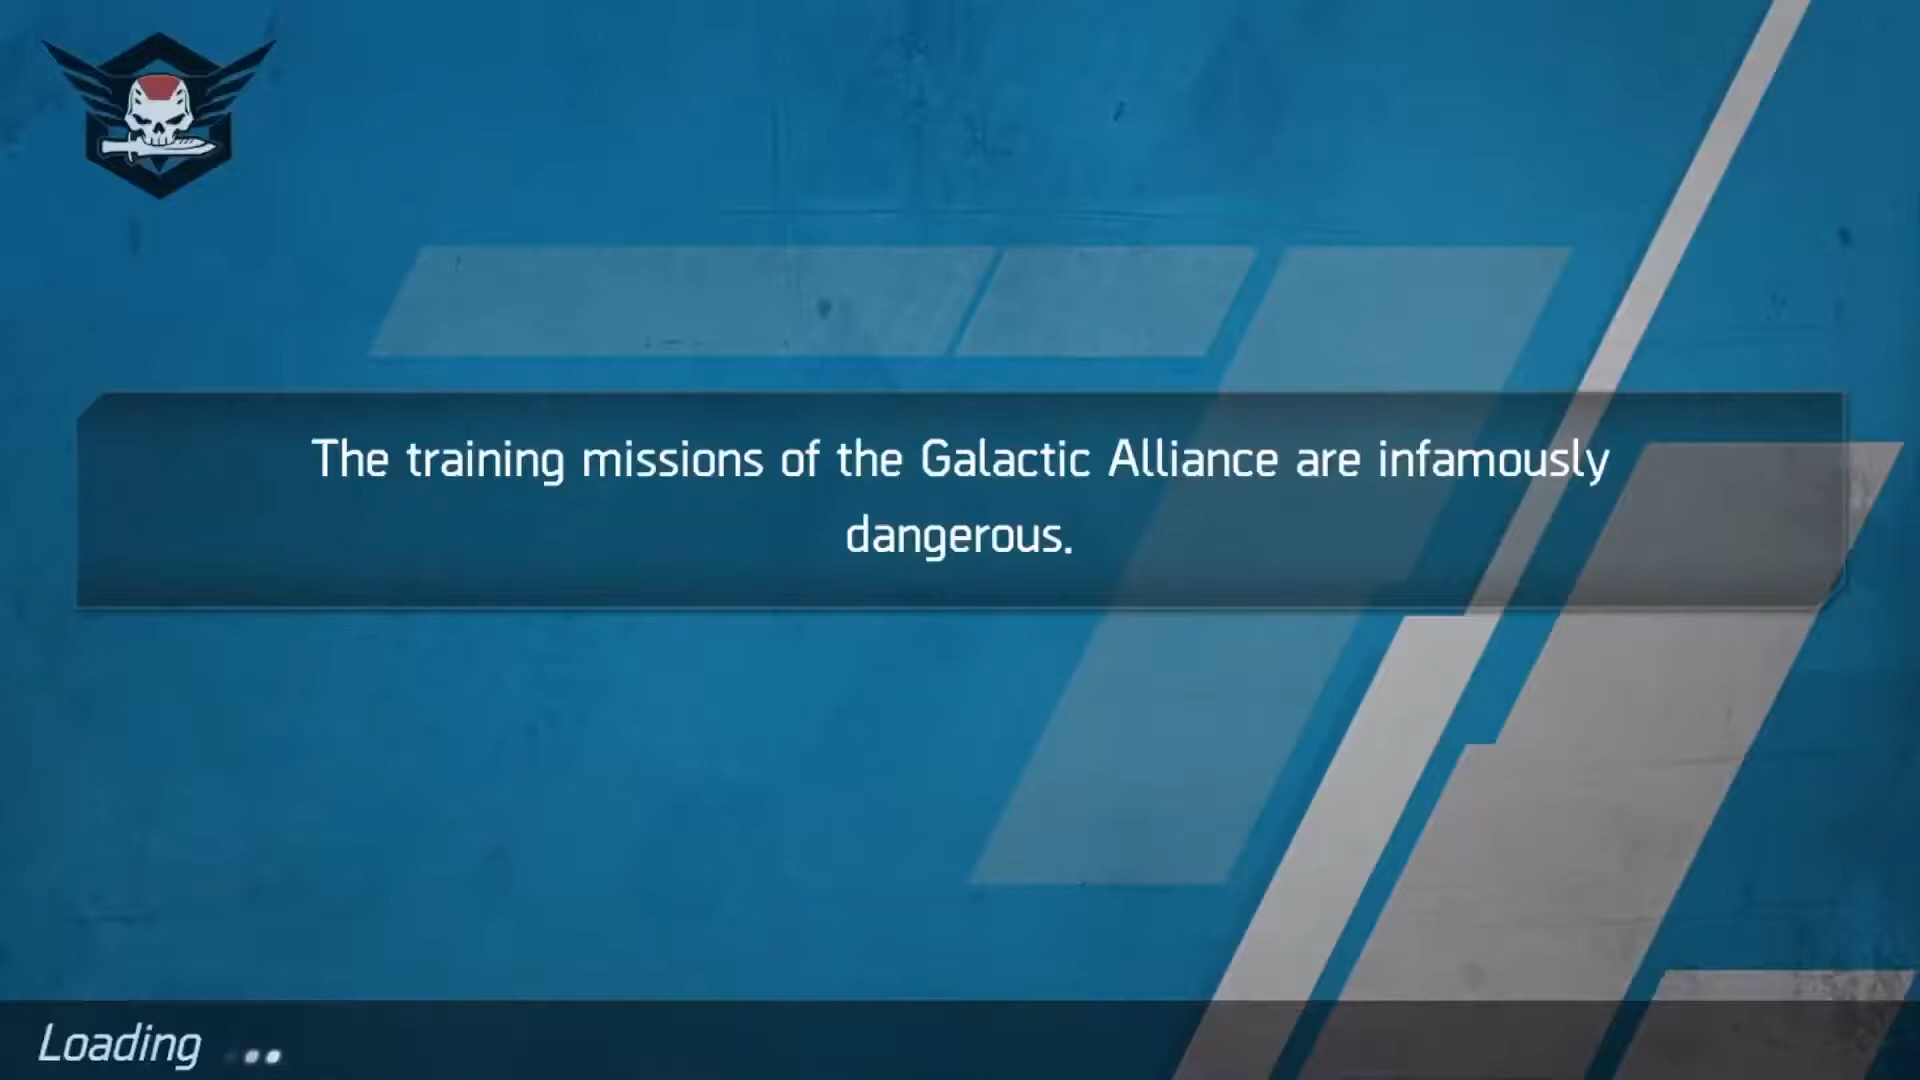 The training missions of the Galactic Alliance are infamously
dangerous.
Loading ...